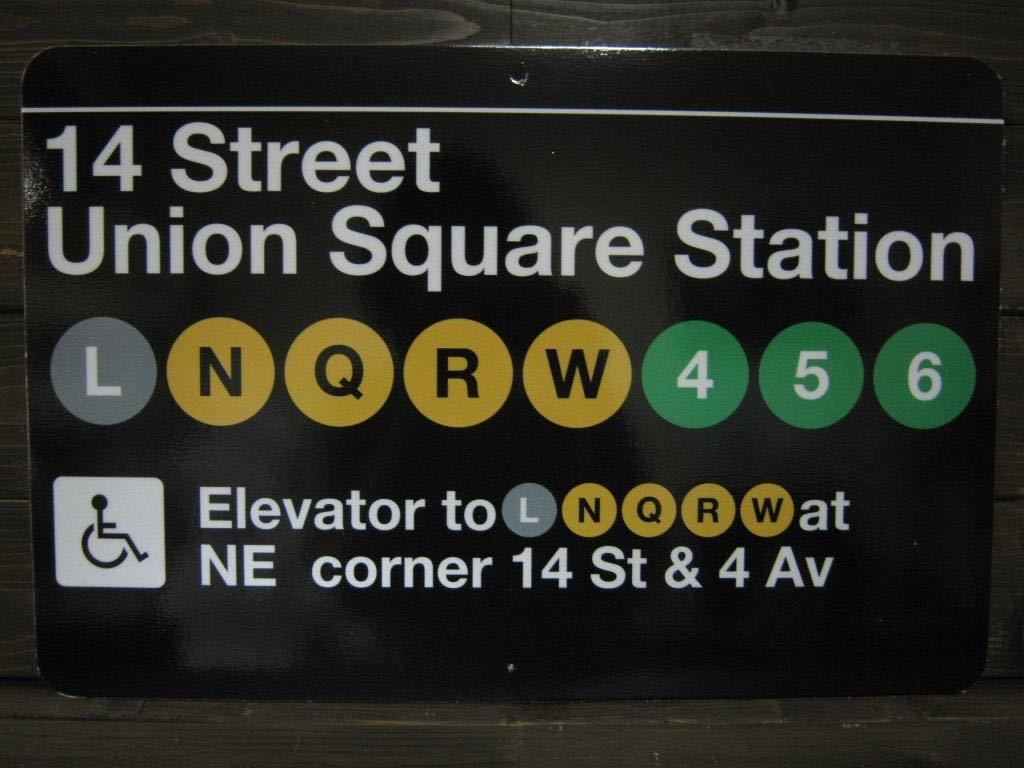 14 Street
Union Square Station
L N Q R W 4 5 6
Elevator to L N Q R W at
NE corner 14 St & 4 Av